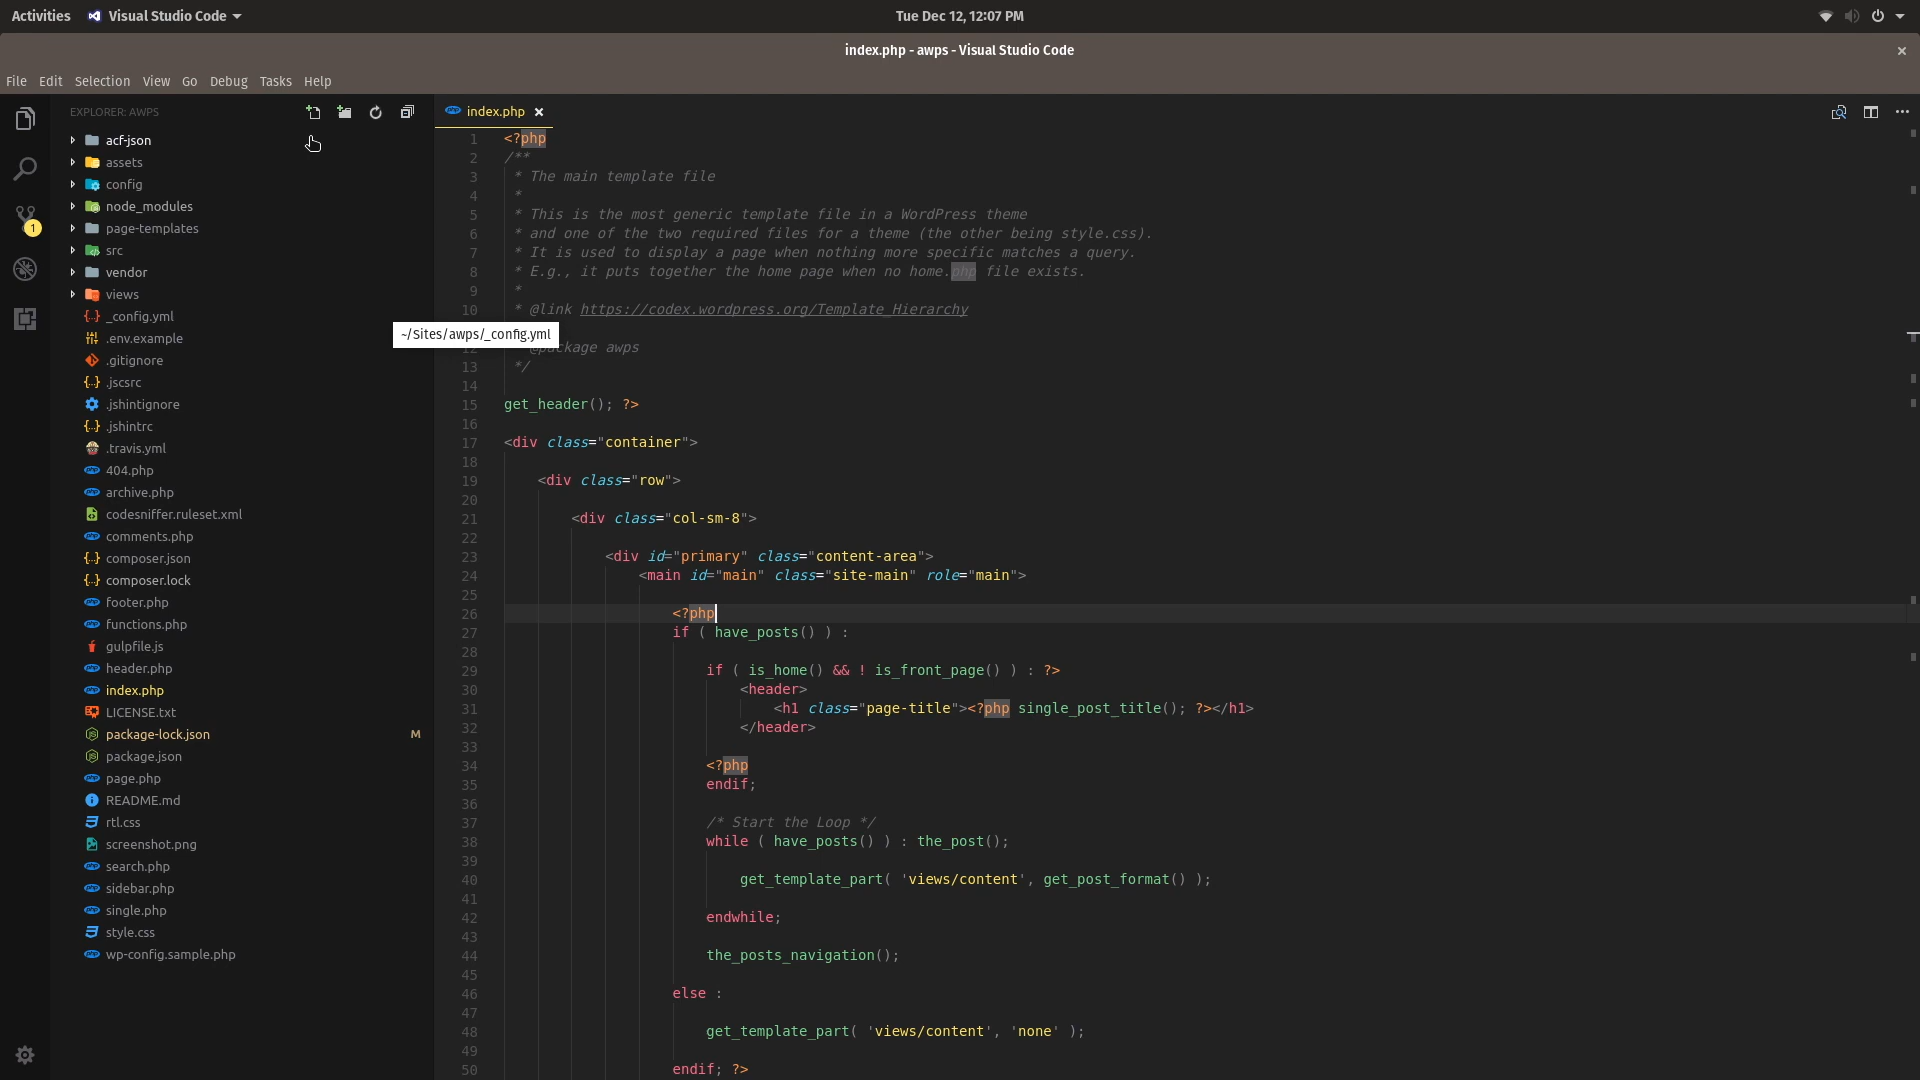 Activities Visual Studio Code Tue Dec 12, 12:07 PM
index.php - awps - Visual Studio Code
File Edit Selection View Go Debug Tasks Help
EXPLORER: AWPS
acf-json
assets
config
node_modules
page-templates
src
vendor
views
_config.yml
.env.example
.gitignore
.jscsrc
.jshintignore
.jshintrc
.travis.yml
404.php
archive.php
codesniffer.ruleset.xml
comments.php
composer.json
composer.lock
footer.php
functions.php
gulpfile.js
header.php
index.php
LICENSE.txt
package-lock.json M
package.json
page.php
README.md
rtl.css
screenshot.png
search.php
sidebar.php
single.php
style.css
wp-config.sample.php
1
~/Sites/awps/_config.yml
index.php
1 <?php
2 /**
3 * The main template file
4 *
5 * This is the most generic template file in a WordPress theme
6 * and one of the two required files for a theme (the other being style.css).
7 * It is used to display a page when nothing more specific matches a query.
8 * E.g., it puts together the home page when no home.php file exists.
9 *
10 * @link https://codex.wordpress.org/Template_Hierarchy
12 @package awps
13 */
14
15 get_header(); ?>
16
17 <div class="container">
18
19 <div class="row">
20
21 <div class="col-sm-8">
22
23 <div id="primary" class="content-area">
24 <main id="main" class="site-main" role="main">
25
26 <?php
27 if ( have_posts() ) :
28
29 if ( is_home() && ! is_front_page() ) : ?>
30 <header>
31 <h1 class="page-title"><?php single_post_title(); ?></h1>
32 </header>
33
34 <?php
35 endif;
36
37 /* Start the Loop */
38 while ( have_posts() ) : the_post();
39
40 get_template_part( 'views/content', get_post_format() );
41
42 endwhile;
43
44 the_posts_navigation();
45
46 else :
47
48 get_template_part( 'views/content', 'none' );
49
50 endif; ?>